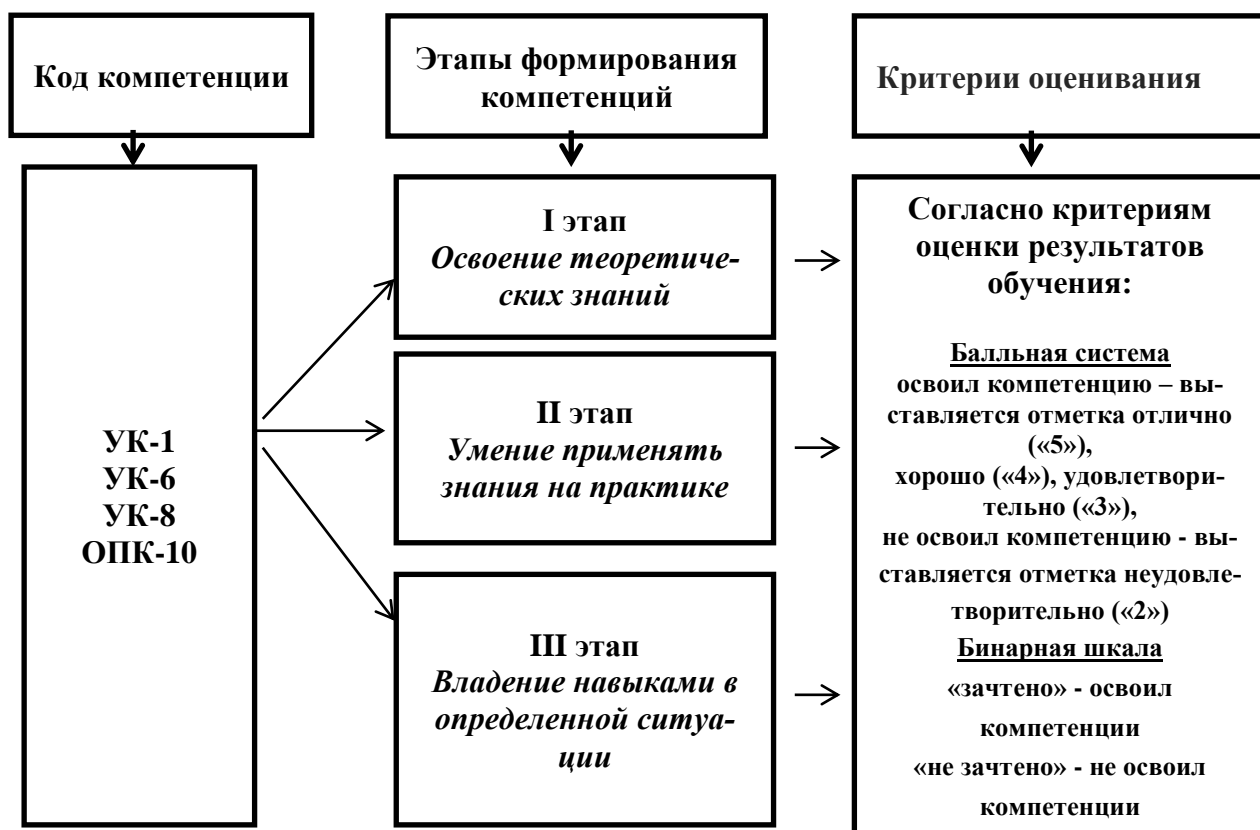 Код компетенции
Этапы формирования
компетенций
Критерии оценивания
УК-1
УК-6
УК-8
ОПК-10
I этап
Освоение теоретиче-
ских знаний
II этап
Умение применять
знания на практике
III этап
Владение навыками в
определенной ситуа-
ции
Согласно критериям
оценки результатов
обучения:
Балльная система
освоил компетенцию – вы-
ставляется отметка отлично
(«5»),
хорошо («4»), удовлетвори-
тельно («3»),
не освоил компетенцию - вы-
ставляется отметка неудовле-
творительно («2»)
Бинарная шкала
«зачтено» - освоил
компетенции
«не зачтено» - не освоил
компетенции